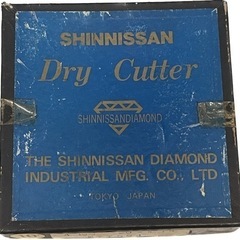 SHINNISSAN
Dry Cutter
SHINNISSANDIAMOND
THE SHINNISSAN DIAMOND
INDUSTRIAL MFG. CO., LTD
TOKYO JAPAN